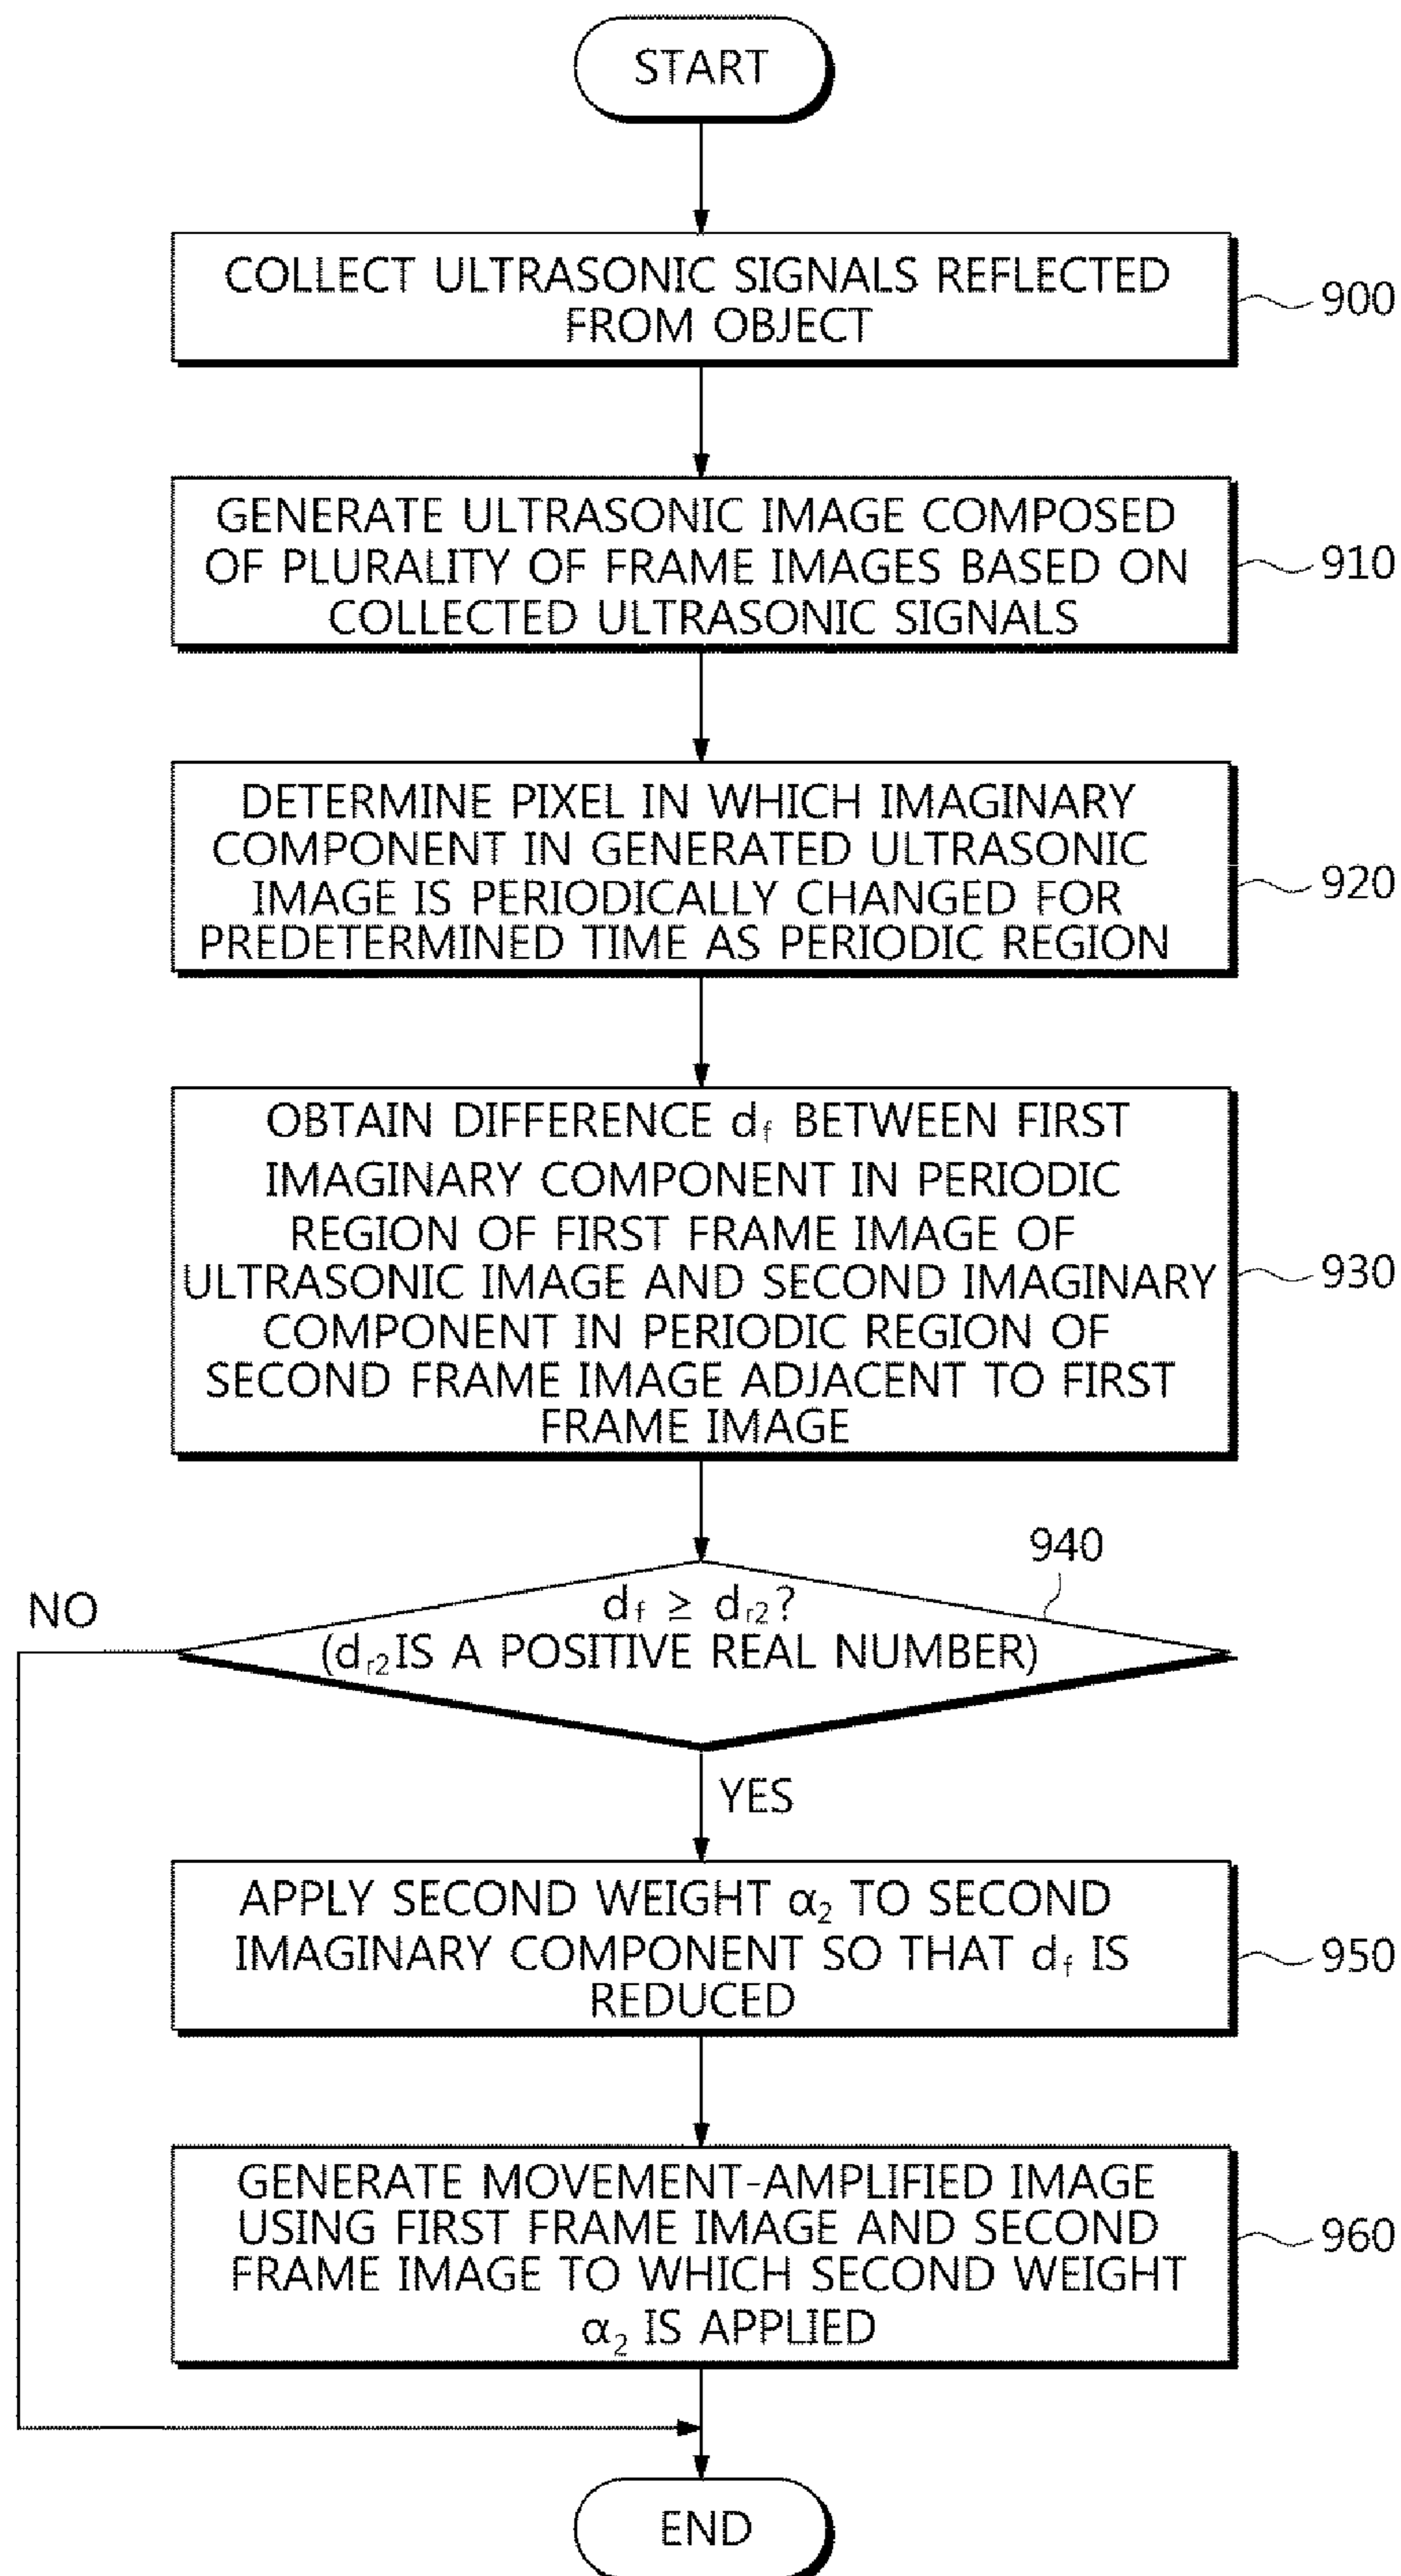 START
COLLECT ULTRASONIC SIGNALS REFLECTED
FROM OBJECT
900
GENERATE ULTRASONIC IMAGE COMPOSED
OF PLURALITY OF FRAME IMAGES BASED ON
COLLECTED ULTRASONIC SIGNALS
910
DETERMINE PIXEL IN WHICH IMAGINARY
COMPONENT IN GENERATED ULTRASONIC
IMAGE IS PERIODICALLY CHANGED FOR
PREDETERMINED TIME AS PERIODIC REGION
920
OBTAIN DIFFERENCE df BETWEEN FIRST
IMAGINARY COMPONENT IN PERIODIC
REGION OF FIRST FRAME IMAGE OF
ULTRASONIC IMAGE AND SECOND IMAGINARY
COMPONENT IN PERIODIC REGION OF
SECOND FRAME IMAGE ADJACENT TO FIRST
FRAME IMAGE
930
940
df ≥ dr2?
(dr2 IS A POSITIVE REAL NUMBER)
NO
YES
APPLY SECOND WEIGHT α2 TO SECOND
IMAGINARY COMPONENT SO THAT df IS
REDUCED
950
GENERATE MOVEMENT-AMPLIFIED IMAGE
USING FIRST FRAME IMAGE AND SECOND
FRAME IMAGE TO WHICH SECOND WEIGHT
α2 IS APPLIED
960
END